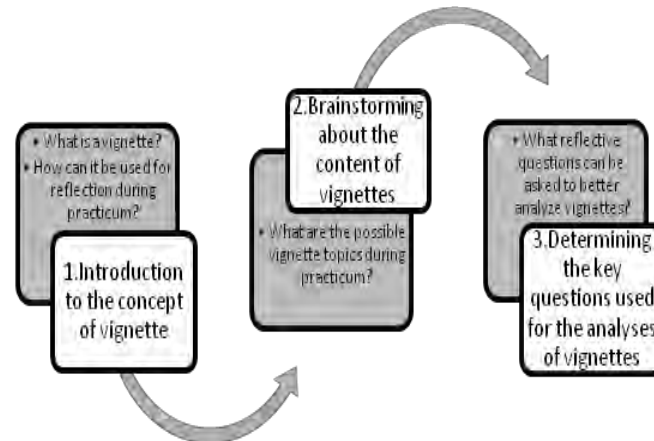 • What is a vignette?
• How can it be used for
reflection during
practicum?
1.Introduction
to the concept
of vignette
2.Brainstorming
about the
content of
vignettes
• What are the possible
vignette topics during
practicum?
• What reflective
questions can be
asked to better
analyze vignettes?
3.Determining
the key
questions used
for the analyses
of vignettes